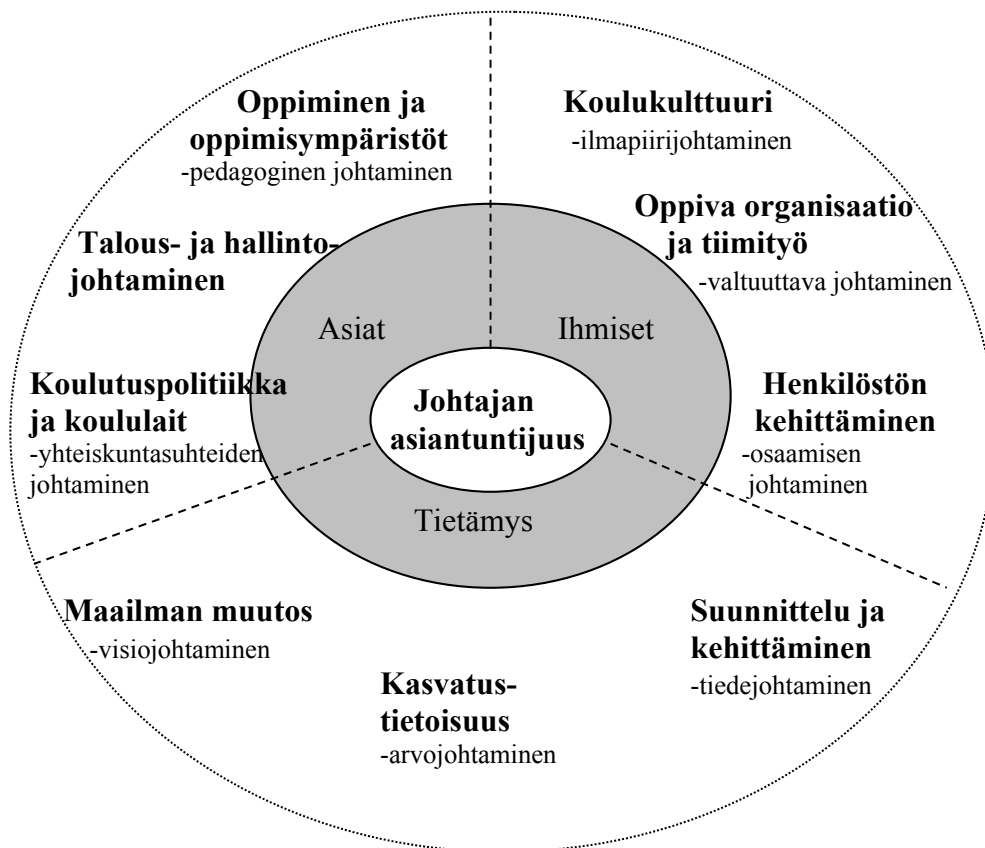 Oppiminen ja
oppimisympäristöt
-pedagoginen johtaminen
Talous- ja hallinto-
johtaminen
Koulutuspolitiikka
ja koululait
-yhteiskuntasuhteiden
johtaminen
Koulukulttuuri
-ilmapiirijohtaminen
Oppiva organisaatio
ja tiimityö
-valtuuttava johtaminen
Henkilöstön
kehittäminen
-osaamisen
johtaminen
Asiat
Ihmiset
Johtajan
asiantuntijuus
Tietämys
Maailman muutos
-visiojohtaminen
Kasvatus-
tietoisuus
-arvojohtaminen
Suunnittelu ja
kehittäminen
-tiedejohtaminen